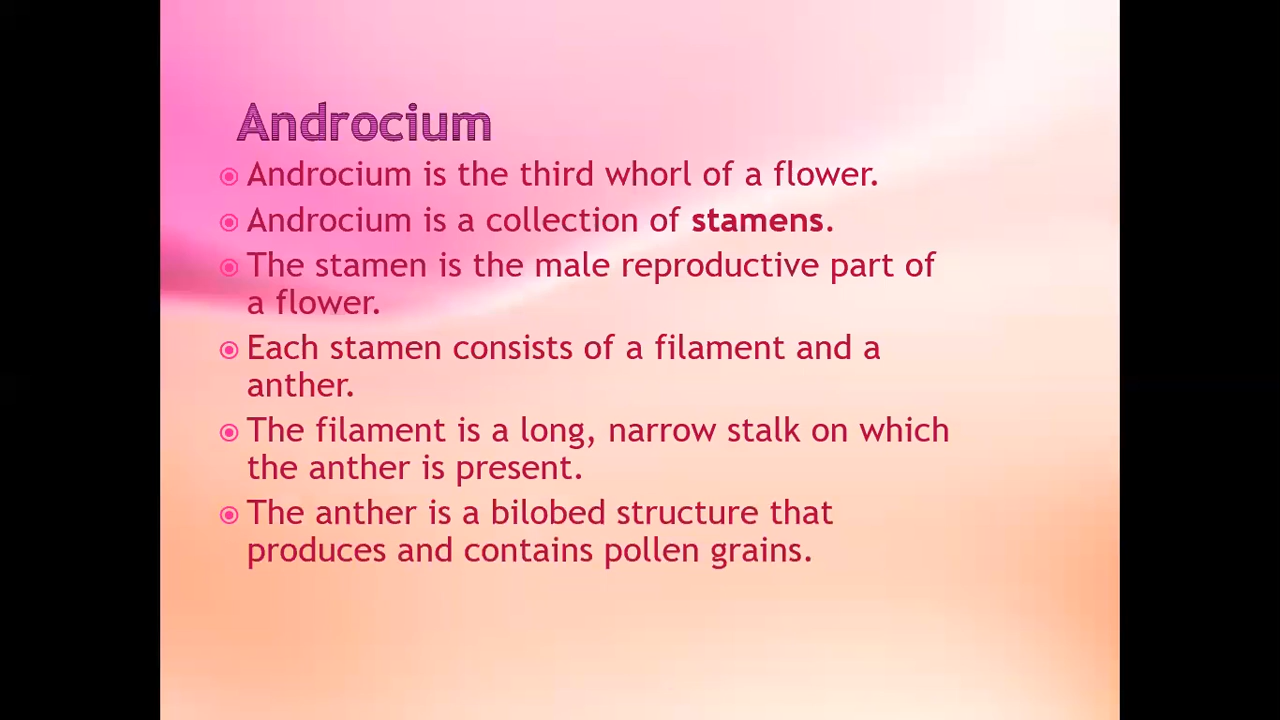 Androcium
Androcium is the third whorl of a flower.
Androcium is a collection of stamens.
The stamen is the male reproductive part of
a flower.
Each stamen consists of a filament and a
anther.
The filament is a long, narrow stalk on which
the anther is present.
The anther is a bilobed structure that
produces and contains pollen grains.